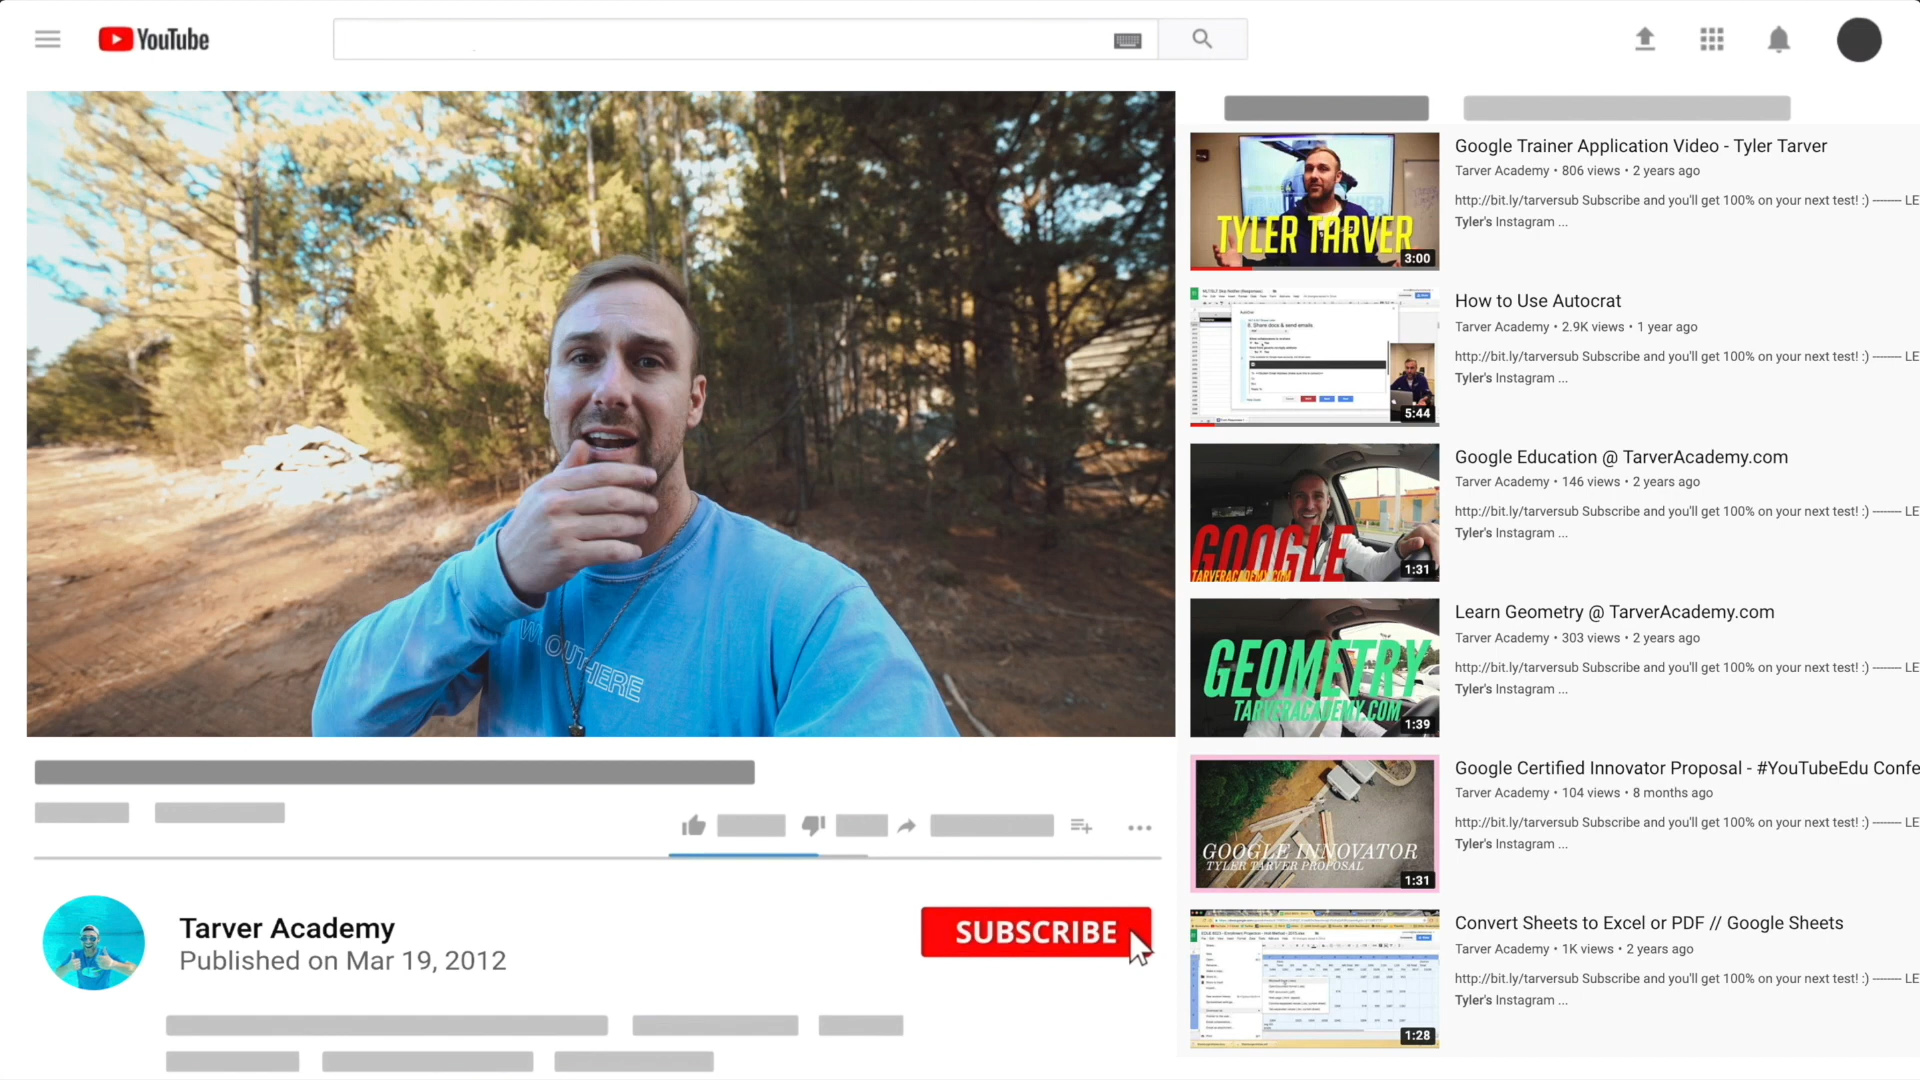 YouTube
W OUTHERE
TYLER TARVER
3:00
Google Trainer Application Video - Tyler Tarver
Tarver Academy • 806 views • 2 years ago
http://bit.ly/tarversub Subscribe and you'll get 100% on your next test! :) -------- LE
Tyler's Instagram ...
8. Share docs & send emails
5:44
How to Use Autocrat
Tarver Academy • 2.9K views • 1 year ago
http://bit.ly/tarversub Subscribe and you'll get 100% on your next test! :) -------- LE
Tyler's Instagram ...
GOOGLE
TARVERACADEMY.COM
1:31
Google Education @ TarverAcademy.com
Tarver Academy • 146 views • 2 years ago
http://bit.ly/tarversub Subscribe and you'll get 100% on your next test! :) -------- LE
Tyler's Instagram ...
GEOMETRY
TARVERACADEMY.COM
1:39
Learn Geometry @ TarverAcademy.com
Tarver Academy • 303 views • 2 years ago
http://bit.ly/tarversub Subscribe and you'll get 100% on your next test! :) -------- LE
Tyler's Instagram ...
GOOGLE INNOVATOR
TYLER TARVER PROPOSAL
1:31
Google Certified Innovator Proposal - #YouTubeEdu Confe
Tarver Academy • 104 views • 8 months ago
http://bit.ly/tarversub Subscribe and you'll get 100% on your next test! :) -------- LE
Tyler's Instagram ...
1:28
Convert Sheets to Excel or PDF // Google Sheets
Tarver Academy • 1K views • 2 years ago
http://bit.ly/tarversub Subscribe and you'll get 100% on your next test! :) -------- LE
Tyler's Instagram ...
Tarver Academy
Published on Mar 19, 2012
SUBSCRIBE